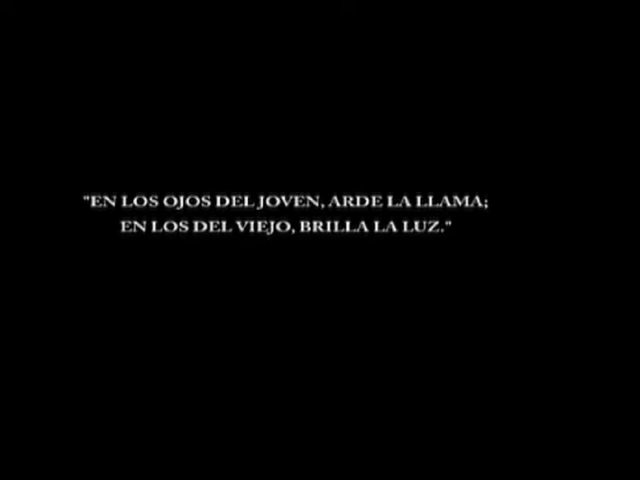 "EN LOS OJOS DEL JOVEN, ARDE LA LLAMA;
EN LOS DEL VIEJO, BRILLA LA LUZ."